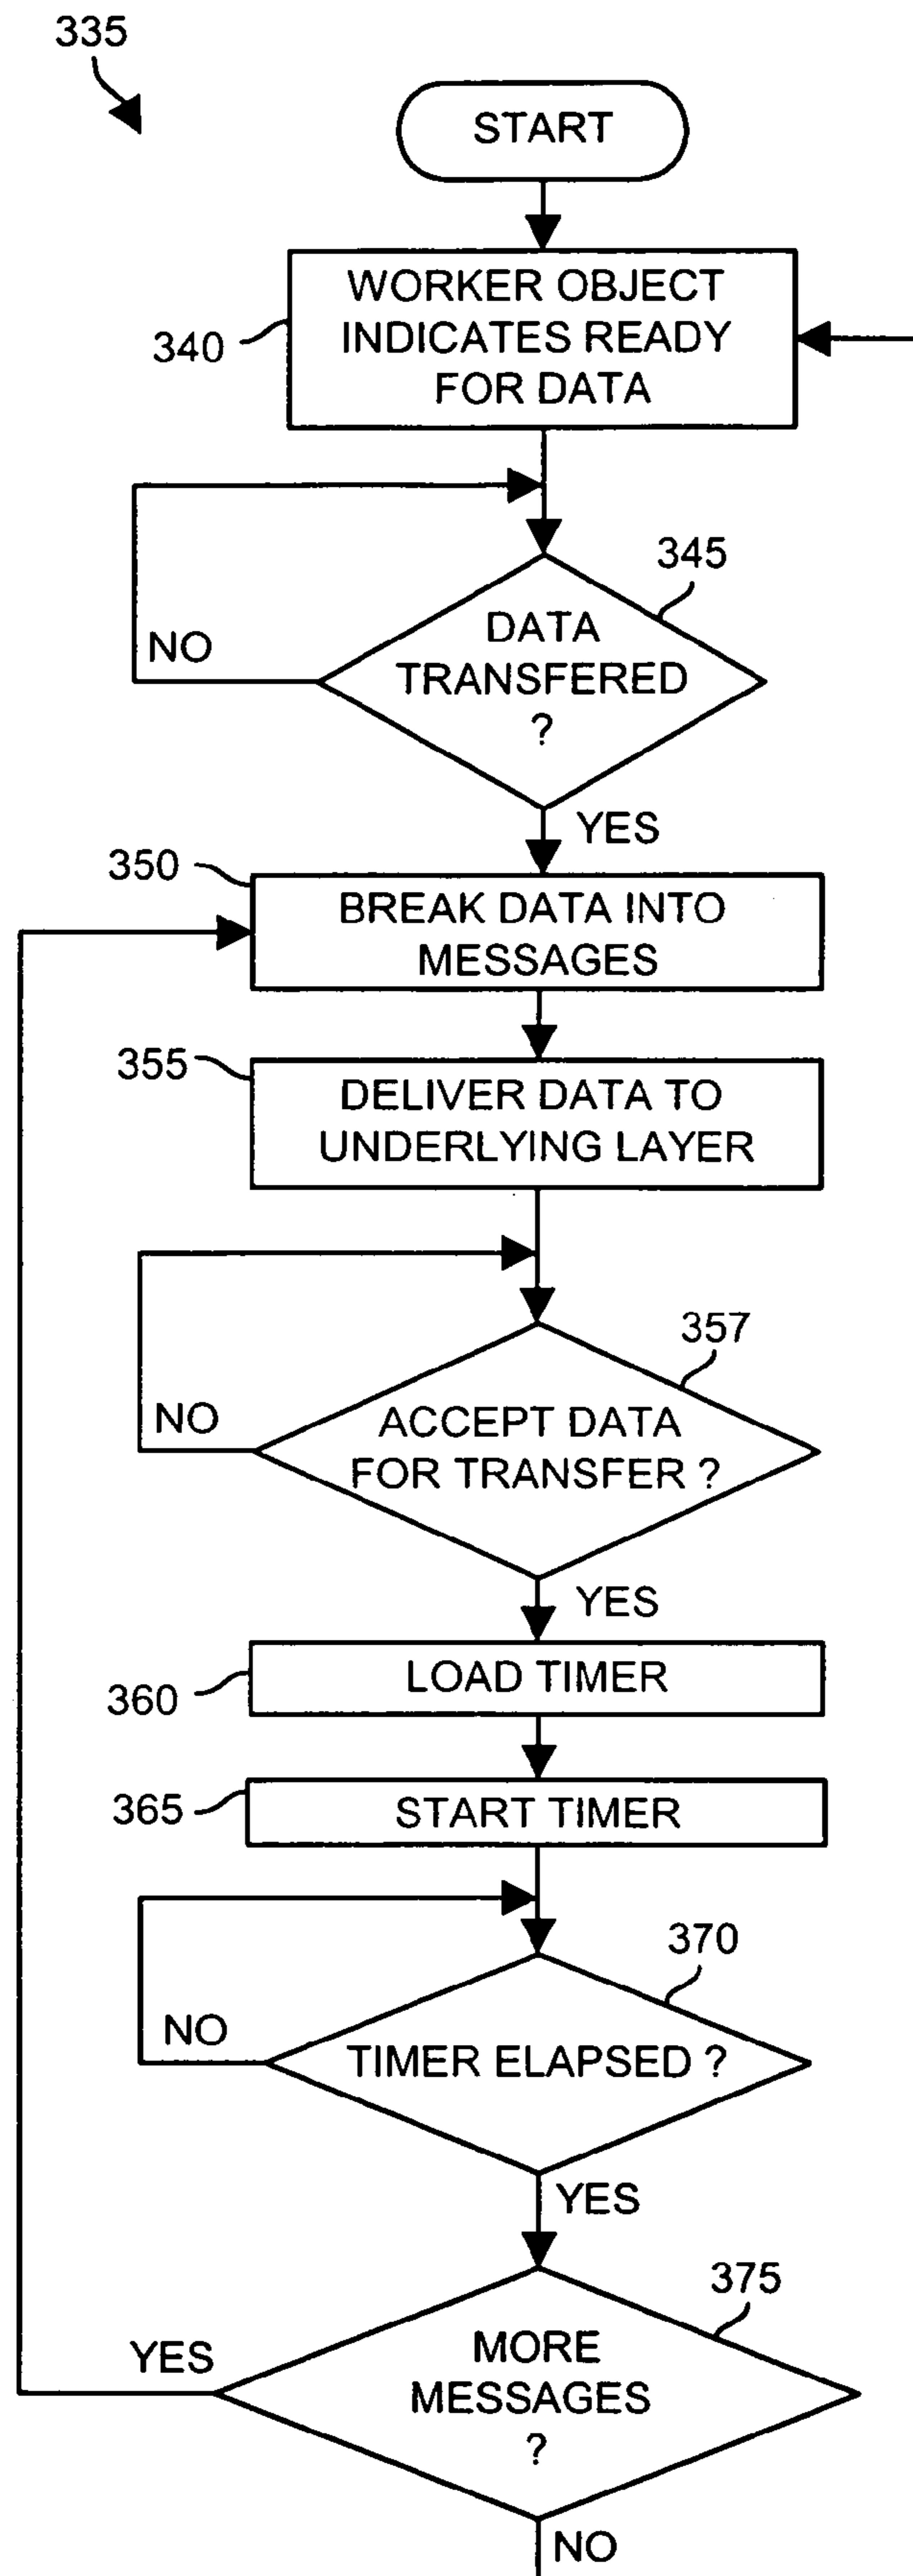 335
START
340
WORKER OBJECT
INDICATES READY
FOR DATA
345
DATA
TRANSFERED
?
NO
YES
350
BREAK DATA INTO
MESSAGES
355
DELIVER DATA TO
UNDERLYING LAYER
357
ACCEPT DATA
FOR TRANSFER ?
NO
YES
360
LOAD TIMER
365
START TIMER
370
NO
TIMER ELAPSED ?
YES
375
YES
MORE
MESSAGES
?
NO